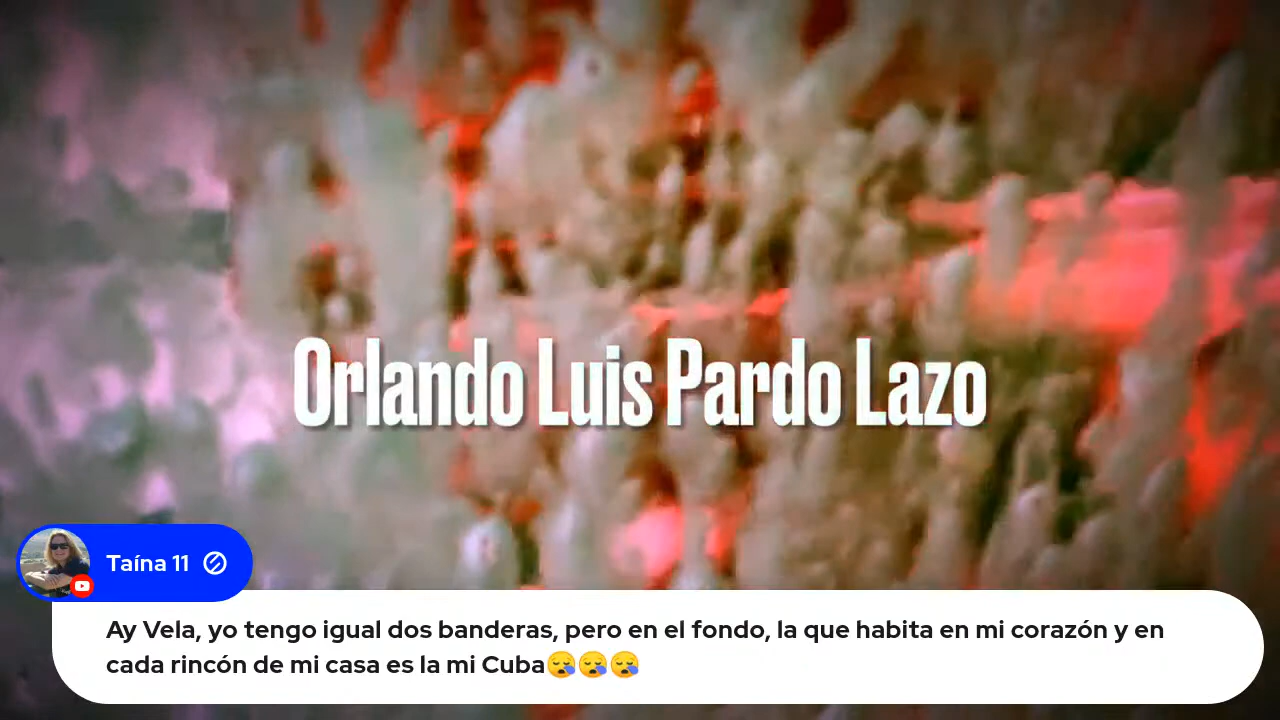 Orlando Luis Pardo Lazo
Taína 11
Ay Vela, yo tengo igual dos banderas, pero en el fondo, la que habita en mi corazón y en
cada rincón de mi casa es la mi Cuba😪😪😪